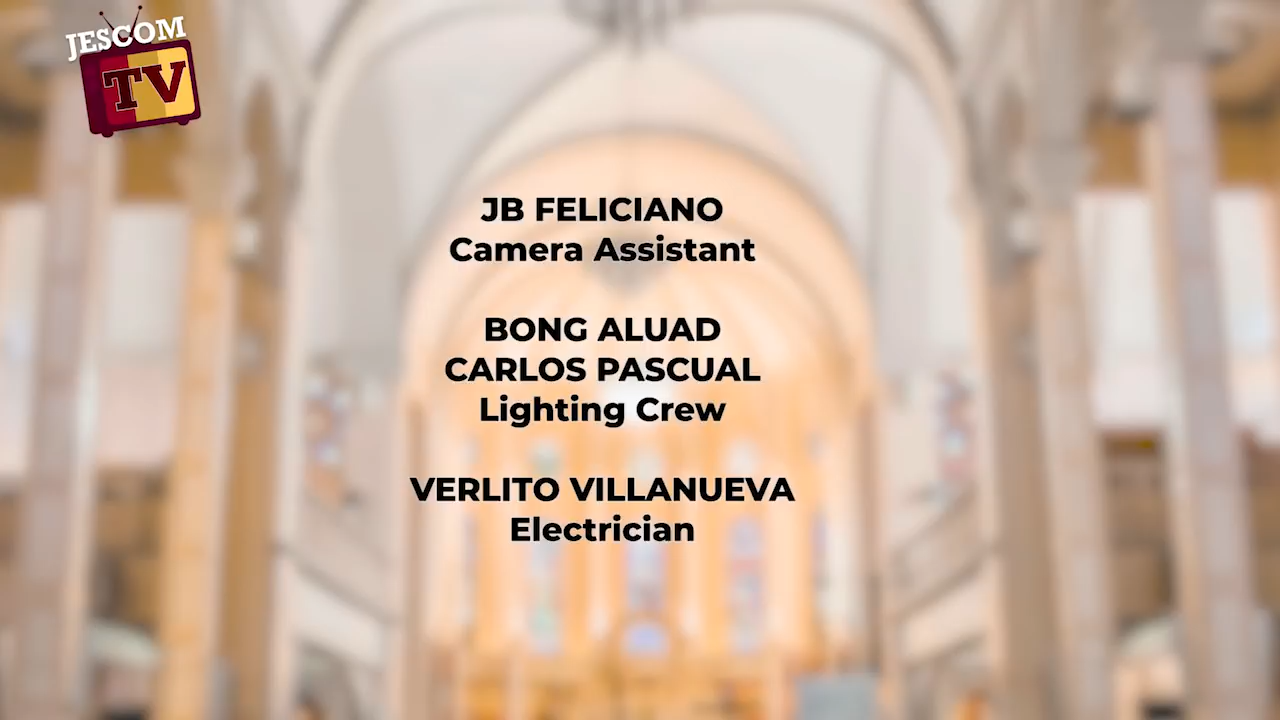 JESCOM
TV
JB FELICIANO
Camera Assistant
BONG ALUAD
CARLOS PASCUAL
Lighting Crew
VERLITO VILLANUEVA
Electrician